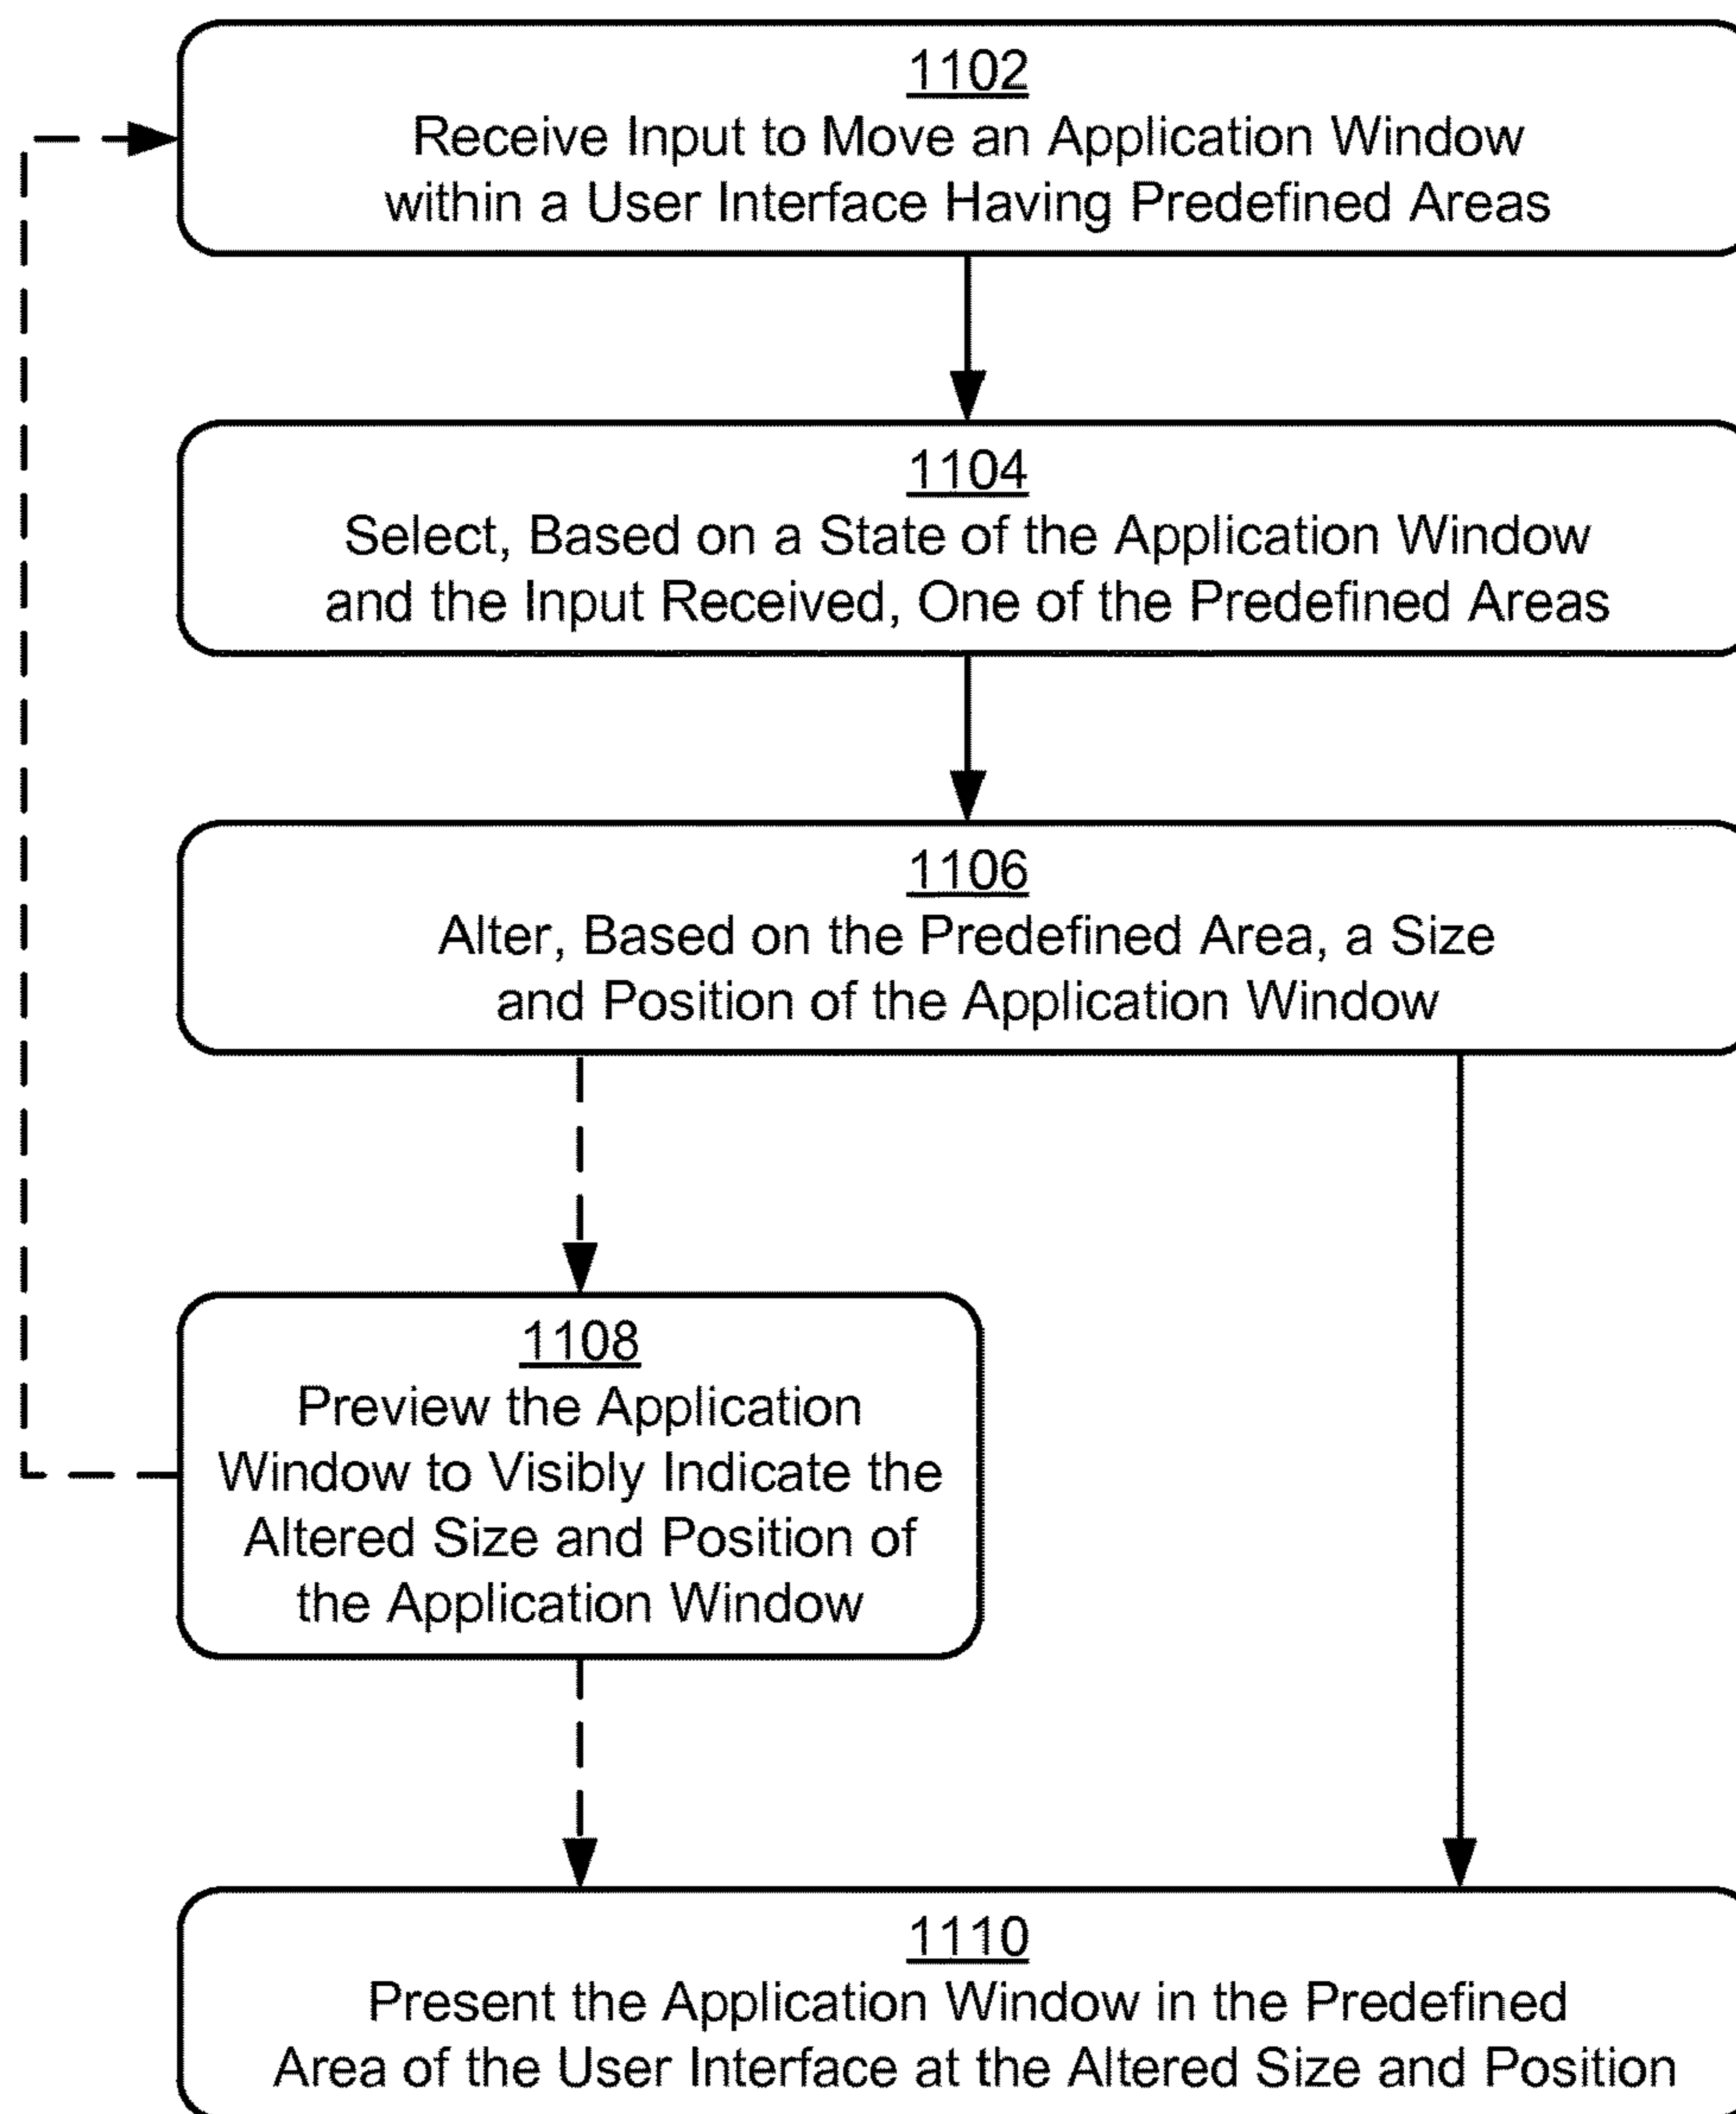 1102
Receive Input to Move an Application Window
within a User Interface Having Predefined Areas
1104
Select, Based on a State of the Application Window
and the Input Received, One of the Predefined Areas
1106
Alter, Based on the Predefined Area, a Size
and Position of the Application Window
1108
Preview the Application
Window to Visibly Indicate the
Altered Size and Position of
the Application Window
1110
Present the Application Window in the Predefined
Area of the User Interface at the Altered Size and Position